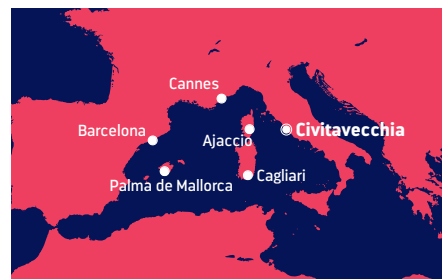 Cannes
Barcelona
Ajaccio
Civitavecchia
Palma de Mallorca
Cagliari